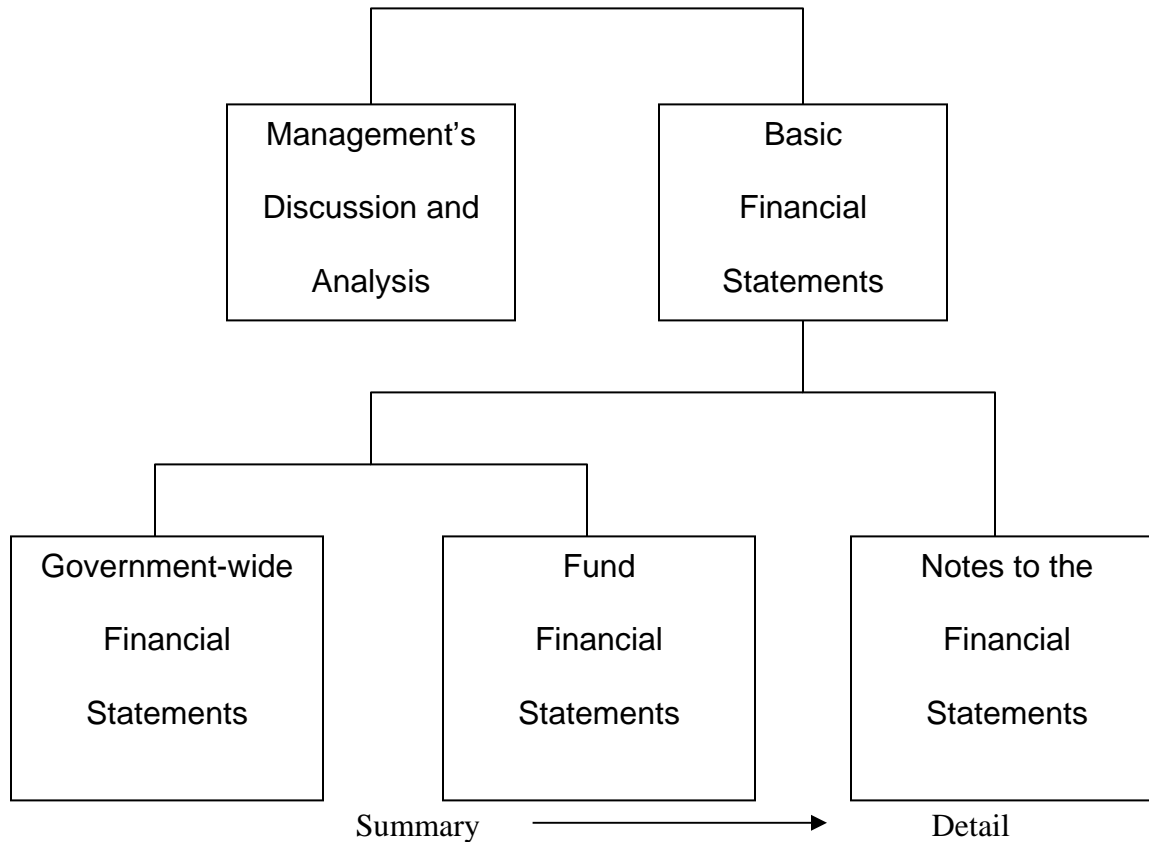 Management’s
Discussion and
Analysis
Basic
Financial
Statements
Government-wide
Financial
Statements
Fund
Financial
Statements
Notes to the
Financial
Statements
Summary
Detail